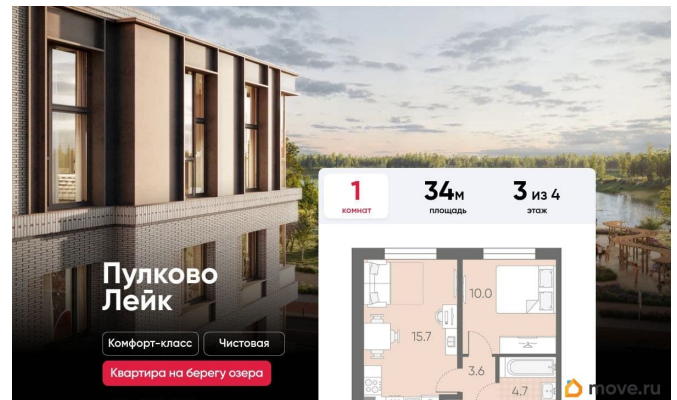 1
комнат
34м
площадь
3 из 4
этаж
Пулково
Лейк
Комфорт-класс
Чистовая
Квартира на берегу озера
10.0
15.7
3.6
4.7
move.ru